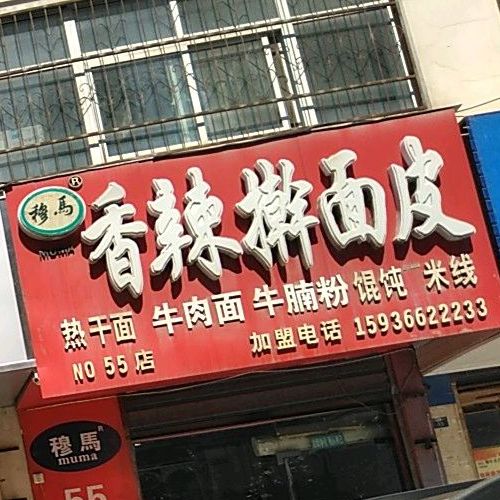 穆馬 ®
MUMA
香辣擀面皮
热干面 牛肉面 牛腩粉 馄饨 米线
NO 55 店 加盟电话 15936622233
穆馬 R
muma
55